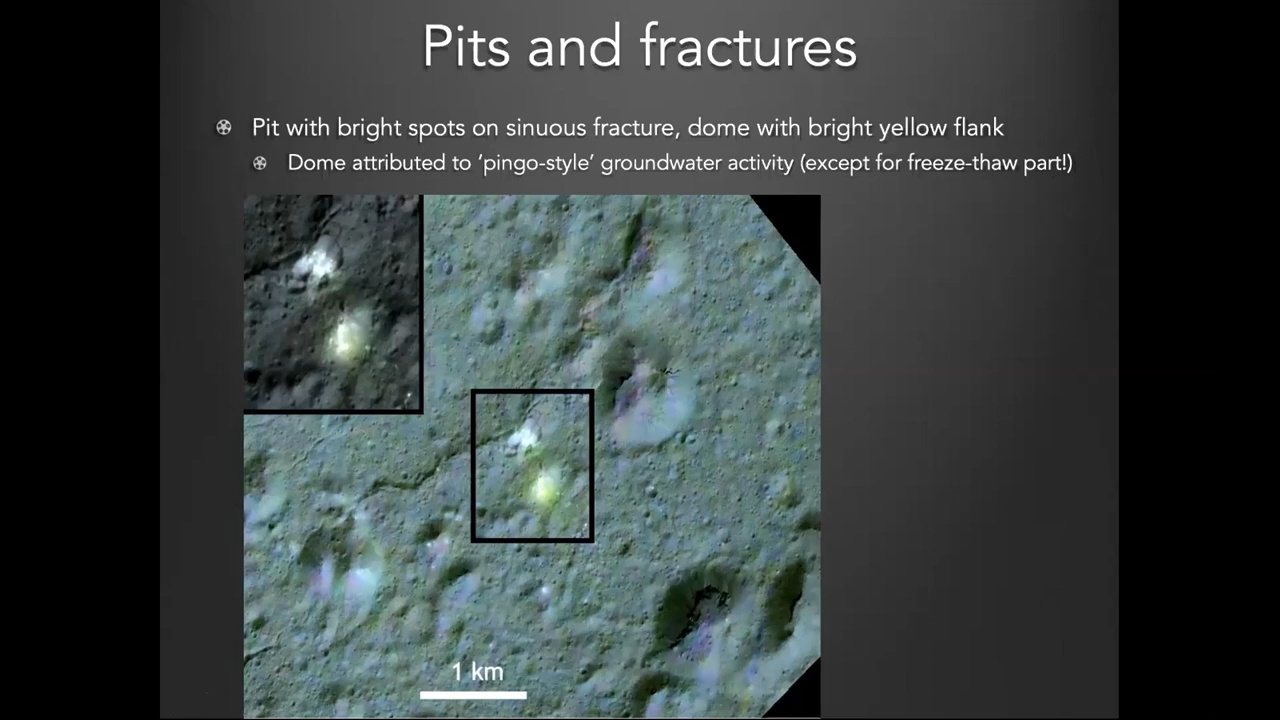 Pits and fractures
Pit with bright spots on sinuous fracture, dome with bright yellow flank
Dome attributed to ‘pingo-style’ groundwater activity (except for freeze-thaw part!)
1 km